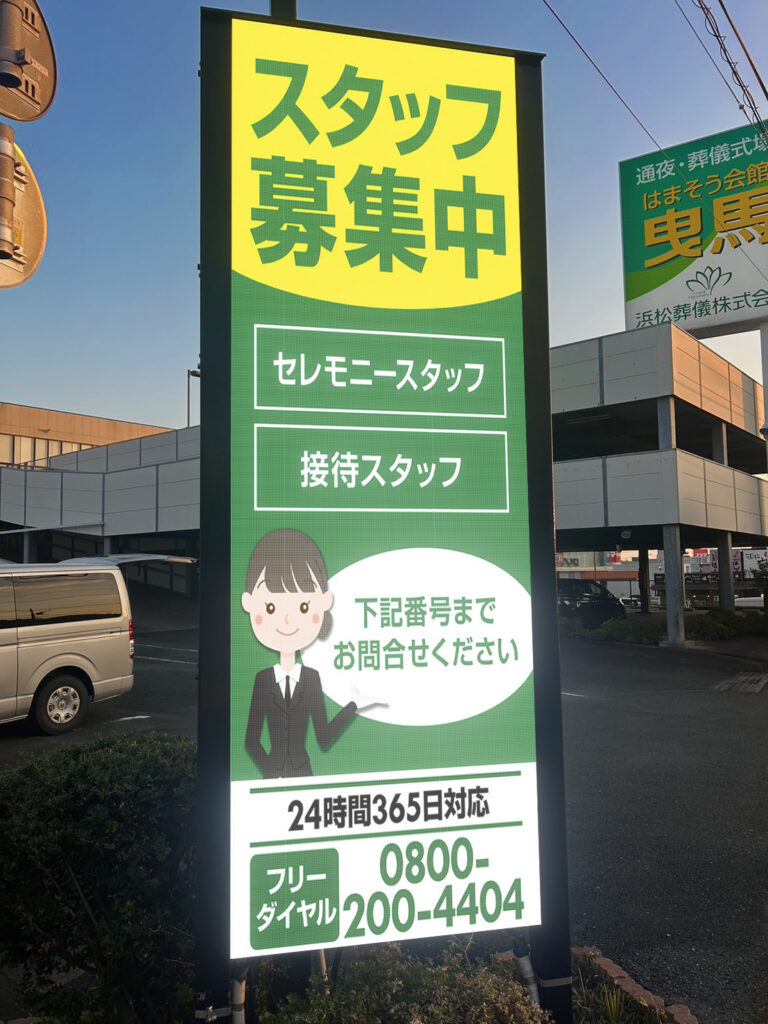 スタッフ
募集中
セレモニースタッフ
接待スタッフ
下記番号まで
お問合せください
24時間365日対応
フリー
ダイヤル
0800-
200-4404
通夜・葬儀式場
はまそう会館
曳馬
浜松葬儀株式会